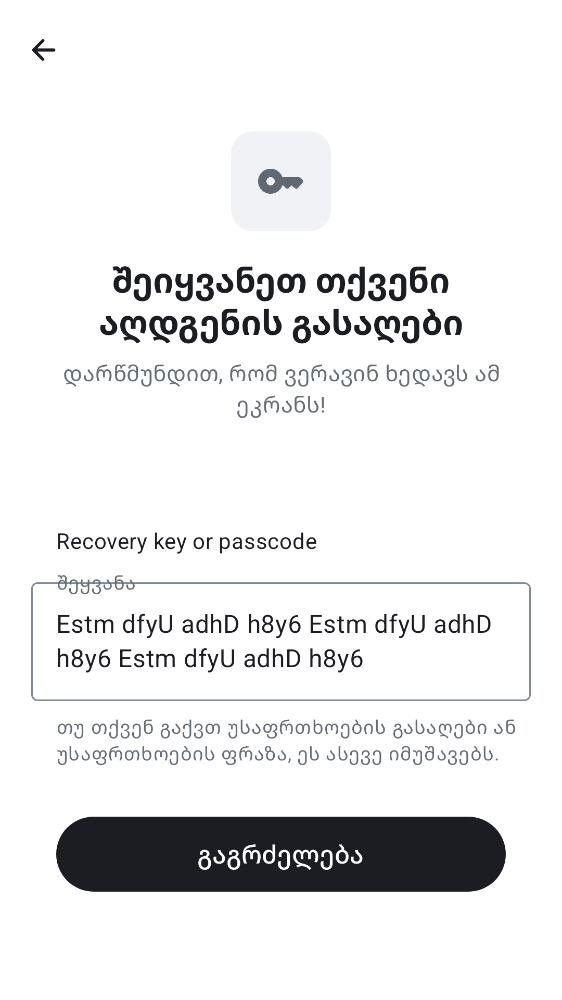 შეიყვანეთ თქვენი
აღდგენის გასაღები
დარწმუნდით, რომ ვერავინ ხედავს ამ
ეკრანს!
Recovery key or passcode
შეყვანა
Estm dfyU adhD h8y6 Estm dfyU adhD
h8y6 Estm dfyU adhD h8y6
თუ თქვენ გაქვთ უსაფრთხოების გასაღები ან
უსაფრთხოების ფრაზა, ეს ასევე იმუშავებს.
გაგრძელება